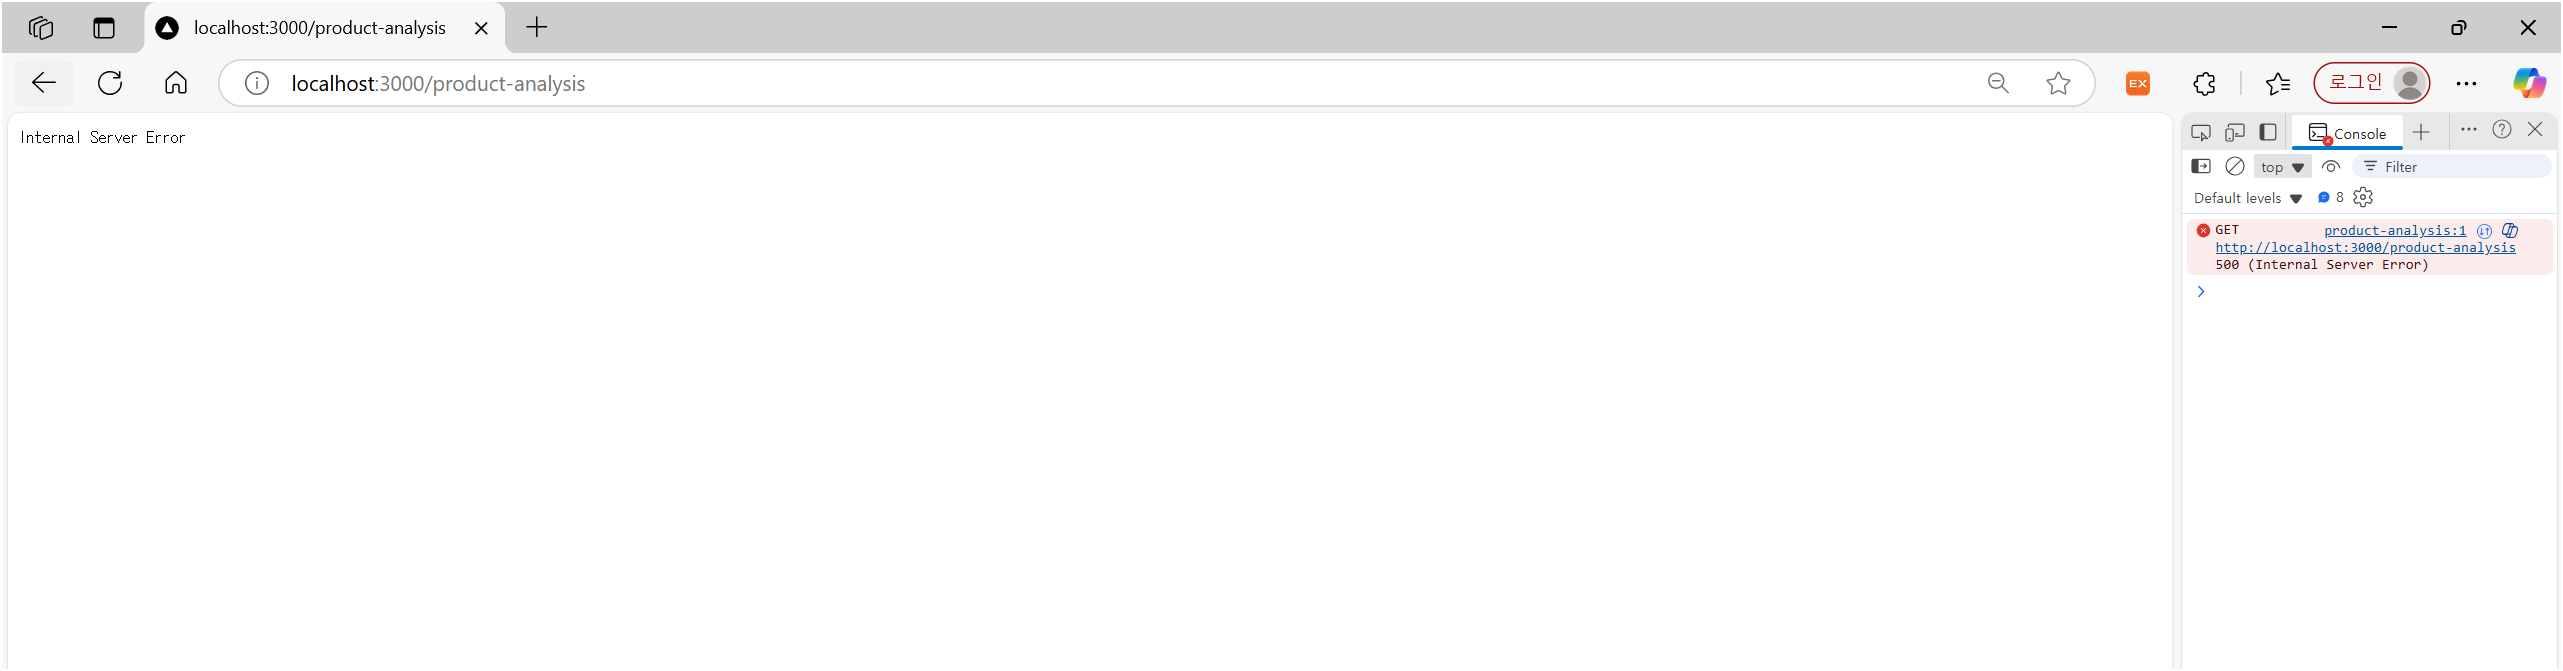 localhost:3000/product-analysis
localhost:3000/product-analysis
EX
로그인
Internal Server Error
Console
top
Filter
Default levels
8
GET product-analysis:1
http://localhost:3000/product-analysis
500 (Internal Server Error)